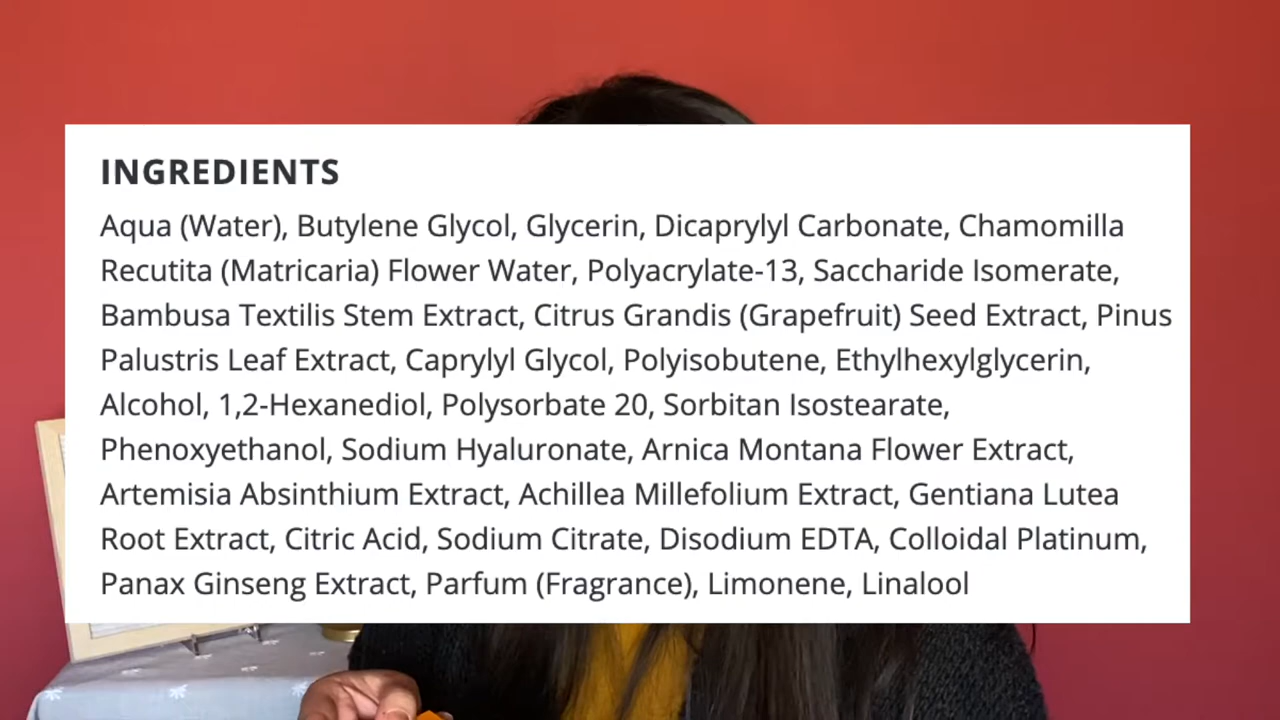 INGREDIENTS
Aqua (Water), Butylene Glycol, Glycerin, Dicaprylyl Carbonate, Chamomilla
Recutita (Matricaria) Flower Water, Polyacrylate-13, Saccharide Isomerate,
Bambusa Textilis Stem Extract, Citrus Grandis (Grapefruit) Seed Extract, Pinus
Palustris Leaf Extract, Caprylyl Glycol, Polyisobutene, Ethylhexylglycerin,
Alcohol, 1,2-Hexanediol, Polysorbate 20, Sorbitan Isostearate,
Phenoxyethanol, Sodium Hyaluronate, Arnica Montana Flower Extract,
Artemisia Absinthium Extract, Achillea Millefolium Extract, Gentiana Lutea
Root Extract, Citric Acid, Sodium Citrate, Disodium EDTA, Colloidal Platinum,
Panax Ginseng Extract, Parfum (Fragrance), Limonene, Linalool